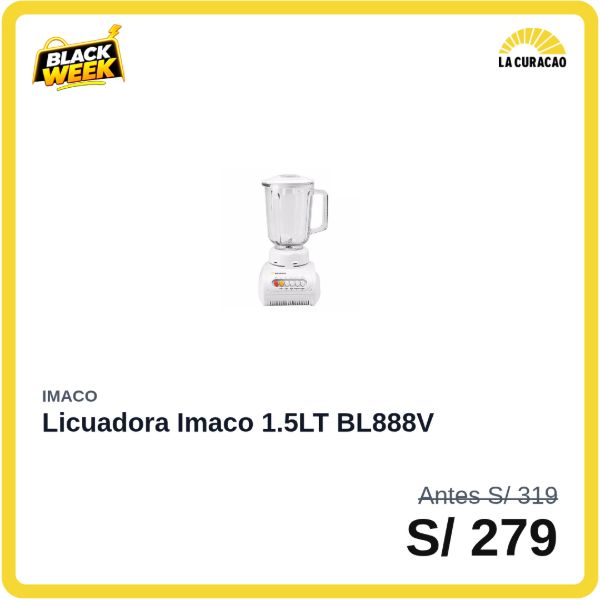 BLACK
WEEK
LA CURACAO
IMACO
Licuadora Imaco 1.5LT BL888V
Antes S/ 319
S/ 279